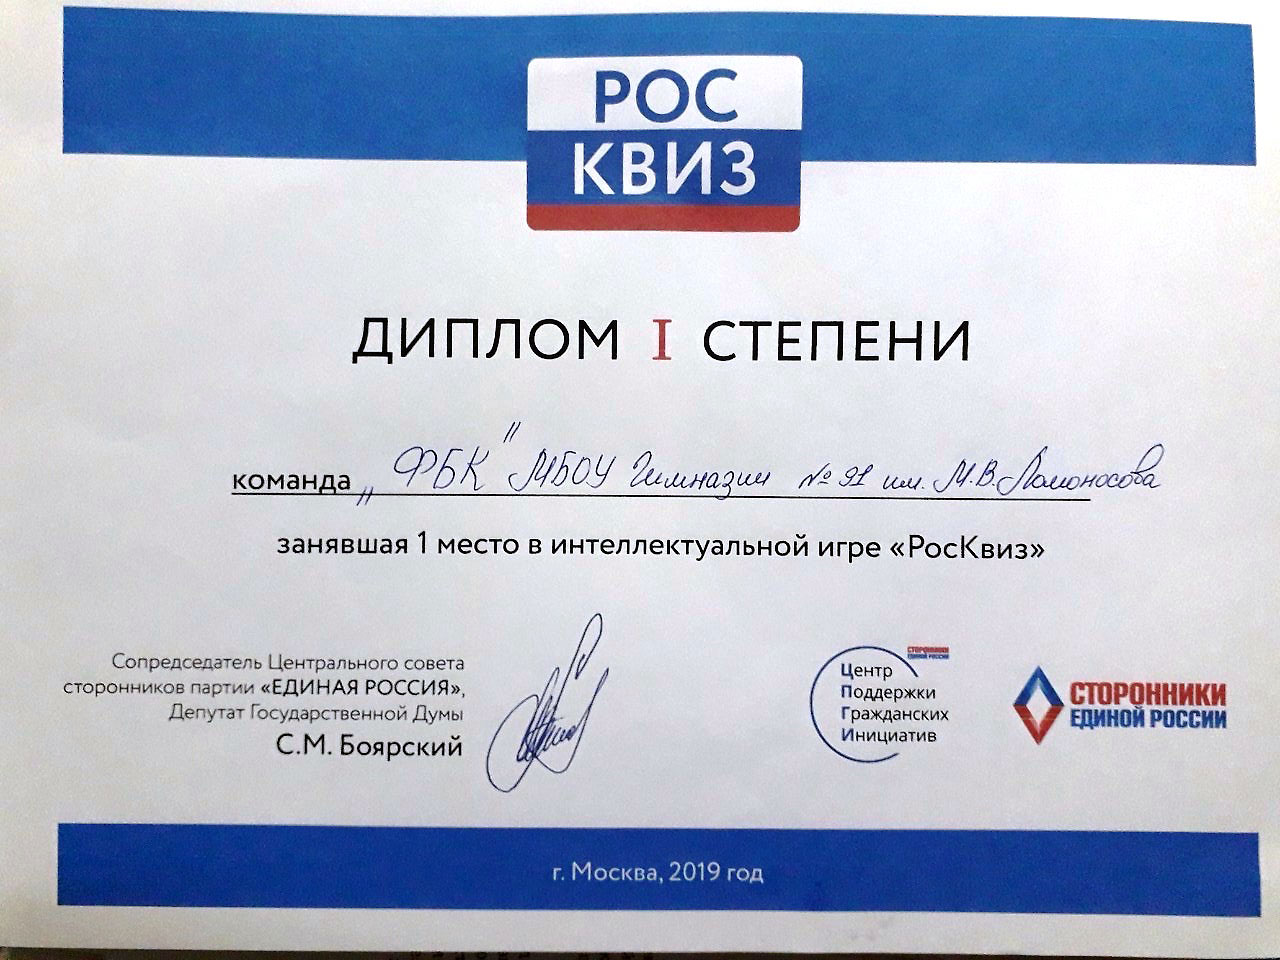 РОС
КВИЗ
ДИПЛОМ I СТЕПЕНИ
команда „ФБК" МБОУ Гимназии № 91 им. М.В. Ломоносова
занявшая 1 место в интеллектуальной игре «РосКвиз»
Сопредседатель Центрального совета
сторонников партии «ЕДИНАЯ РОССИЯ»,
Депутат Государственной Думы
С.М. Боярский
СТОРОННИКИ
ЕДИНОЙ РОССИИ
Центр
Поддержки
Гражданских
Инициатив
СТОРОННИКИ
ЕДИНОЙ РОССИИ
г. Москва, 2019 год